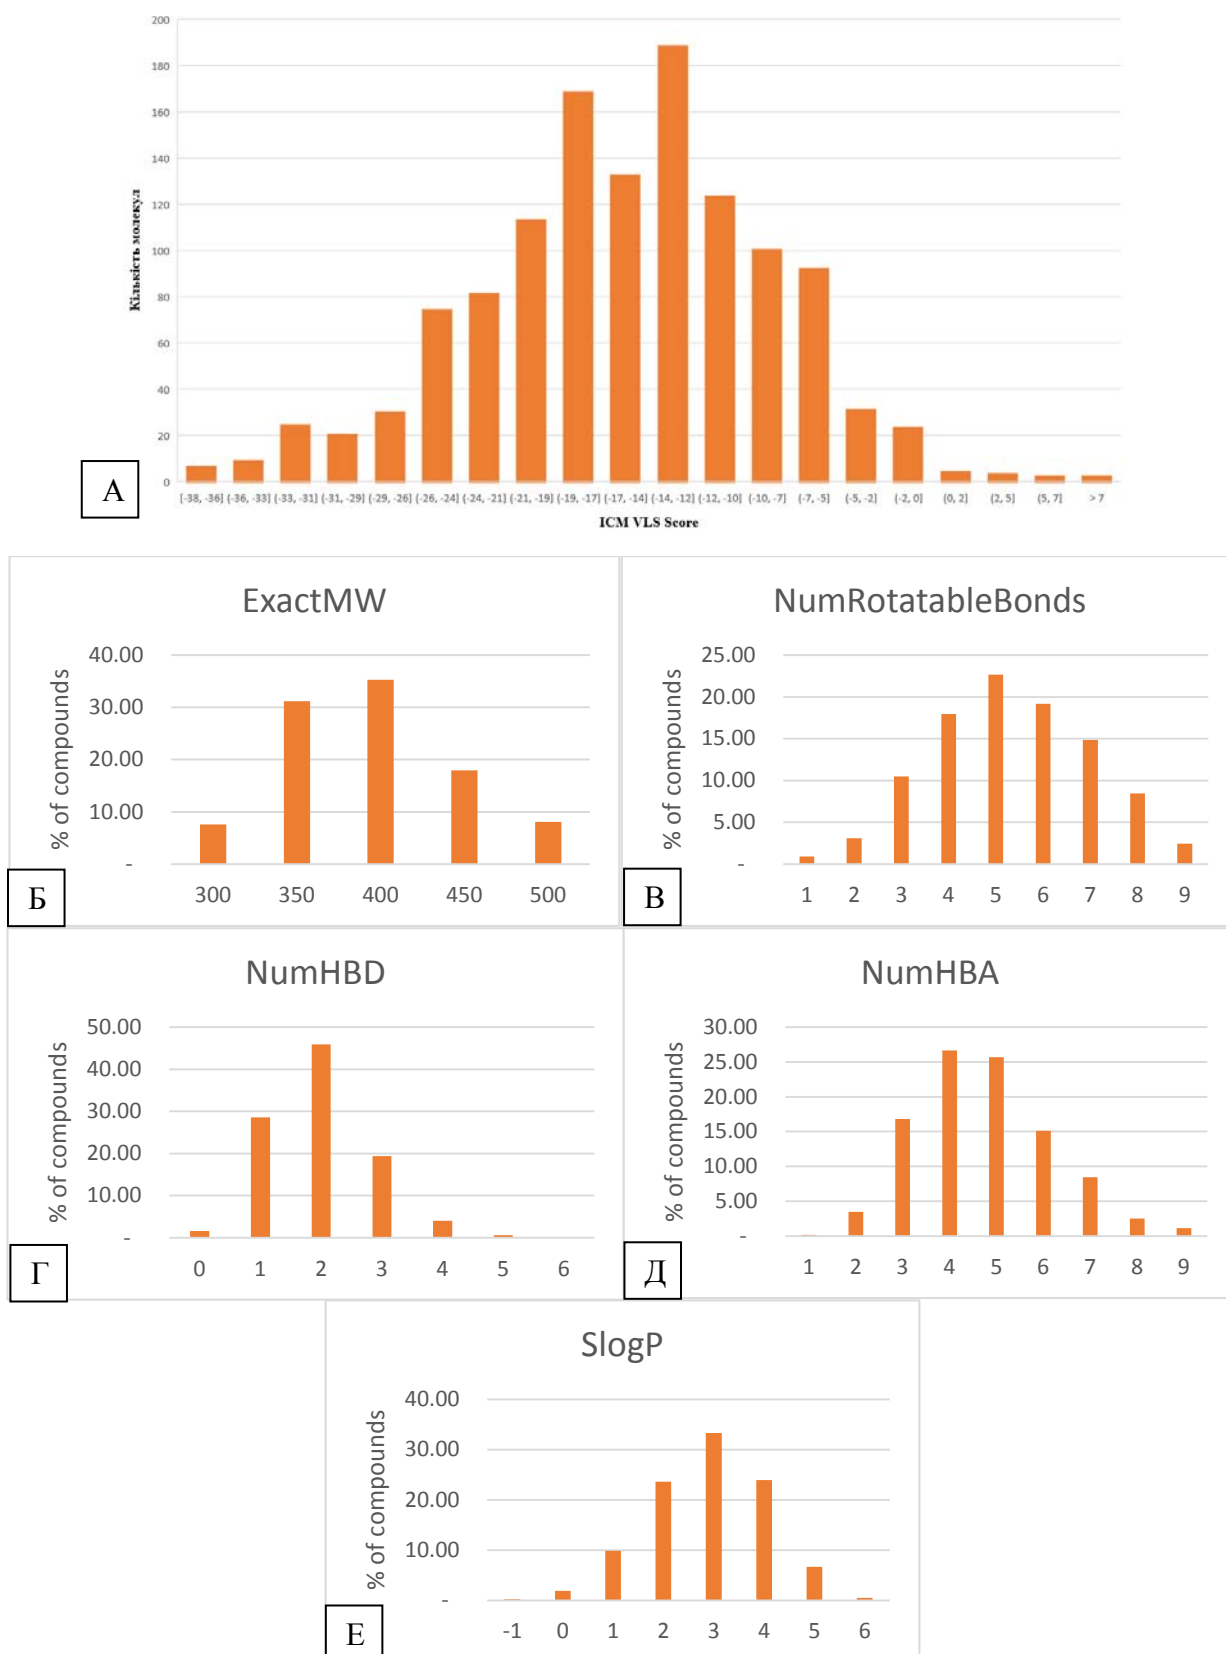 200
180
160
140
120
100
80
60
40
20
0
Кількість молекул
[-38, -36] (-36, -33] (-33, -31] (-31, -29] (-29, -26] (-26, -24] (-24, -21] (-21, -19] (-19, -17] (-17, -14] (-14, -12] (-12, -10] (-10, -7] (-7, -5] (-5, -2] (-2, 0] (0, 2] (2, 5] (5, 7] > 7
ICM VLS Score
А
ExactMW
% of compounds
40.00
30.00
20.00
10.00
-
300 350 400 450 500
Б
NumRotatableBonds
% of compounds
25.00
20.00
15.00
10.00
5.00
-
1 2 3 4 5 6 7 8 9
В
NumHBD
% of compounds
50.00
40.00
30.00
20.00
10.00
-
0 1 2 3 4 5 6
Г
NumHBA
% of compounds
30.00
25.00
20.00
15.00
10.00
5.00
-
1 2 3 4 5 6 7 8 9
Д
SlogP
% of compounds
40.00
30.00
20.00
10.00
-
-1 0 1 2 3 4 5 6
Е